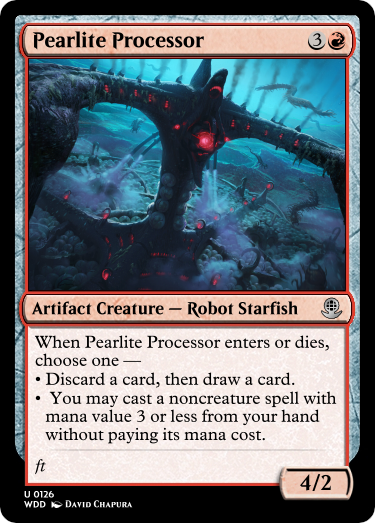 Pearlite Processor 3
Artifact Creature — Robot Starfish
When Pearlite Processor enters or dies,
choose one —
• Discard a card, then draw a card.
• You may cast a noncreature spell with
mana value 3 or less from your hand
without paying its mana cost.
ft
4/2
U 0126
WDD DAVID CHAPURA